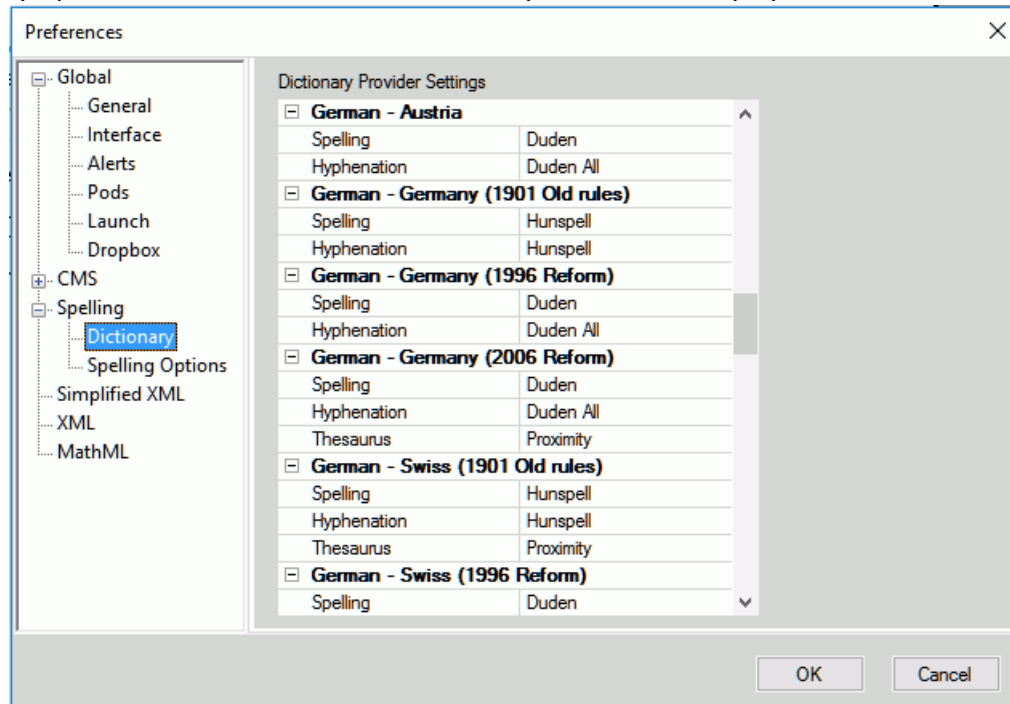 Preferences
Global
General
Interface
Alerts
Pods
Launch
Dropbox
CMS
Spelling
Dictionary
Spelling Options
Simplified XML
XML
MathML
Dictionary Provider Settings
German - Austria
Spelling Duden
Hyphenation Duden All
German - Germany (1901 Old rules)
Spelling Hunspell
Hyphenation Hunspell
German - Germany (1996 Reform)
Spelling Duden
Hyphenation Duden All
German - Germany (2006 Reform)
Spelling Duden
Hyphenation Duden All
Thesaurus Proximity
German - Swiss (1901 Old rules)
Spelling Hunspell
Hyphenation Hunspell
Thesaurus Proximity
German - Swiss (1996 Reform)
Spelling Duden
OK Cancel